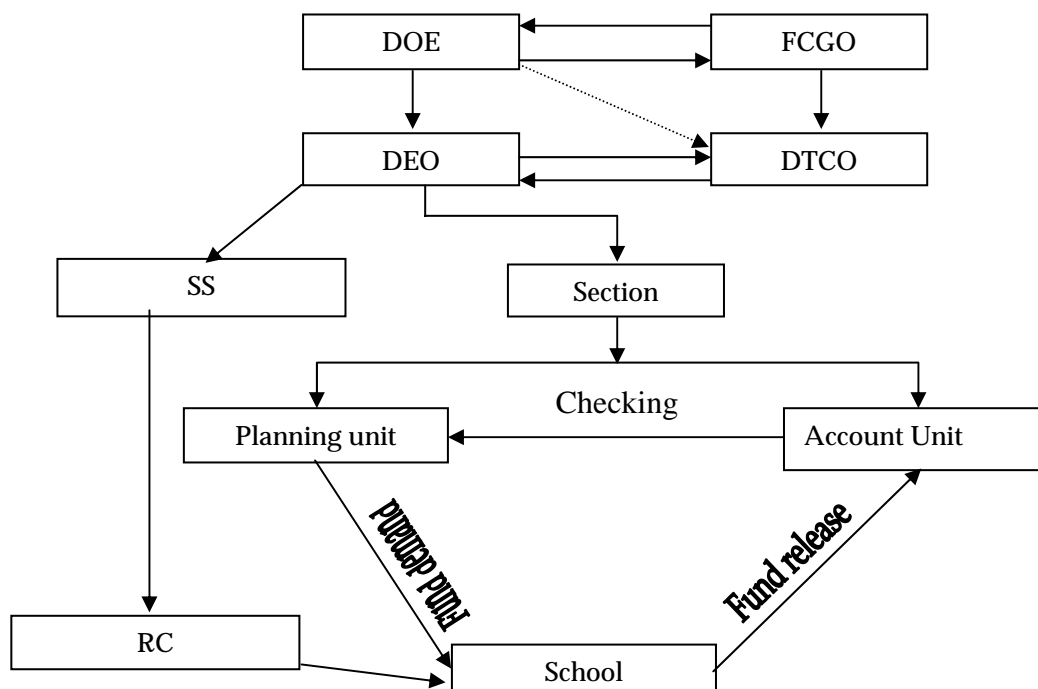 DOE
FCGO
DEO
DTCO
SS
Section
Checking
Planning unit
Account Unit
Fund demand
Fund release
RC
School